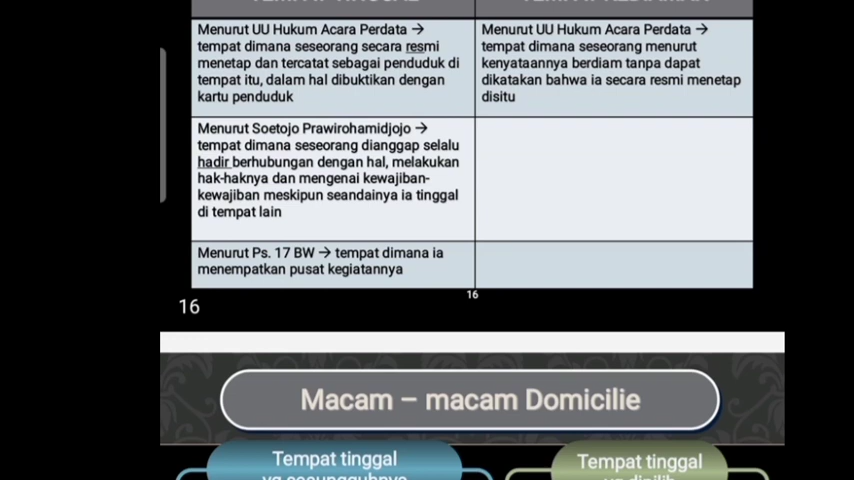 Menurut UU Hukum Acara Perdata →
tempat dimana seseorang secara resmi
menetap dan tercatat sebagai penduduk di
tempat itu, dalam hal dibuktikan dengan
kartu penduduk
Menurut UU Hukum Acara Perdata →
tempat dimana seseorang menurut
kenyataannya berdiam tanpa dapat
dikatakan bahwa ia secara resmi menetap
disitu
Menurut Soetojo Prawirohamidjojo →
tempat dimana seseorang dianggap selalu
hadir berhubungan dengan hal, melakukan
hak-haknya dan mengenai kewajiban-
kewajiban meskipun seandainya ia tinggal
di tempat lain
Menurut Ps. 17 BW → tempat dimana ia
menempatkan pusat kegiatannya
16
16
Macam – macam Domicilie
Tempat tinggal
Tempat tinggal